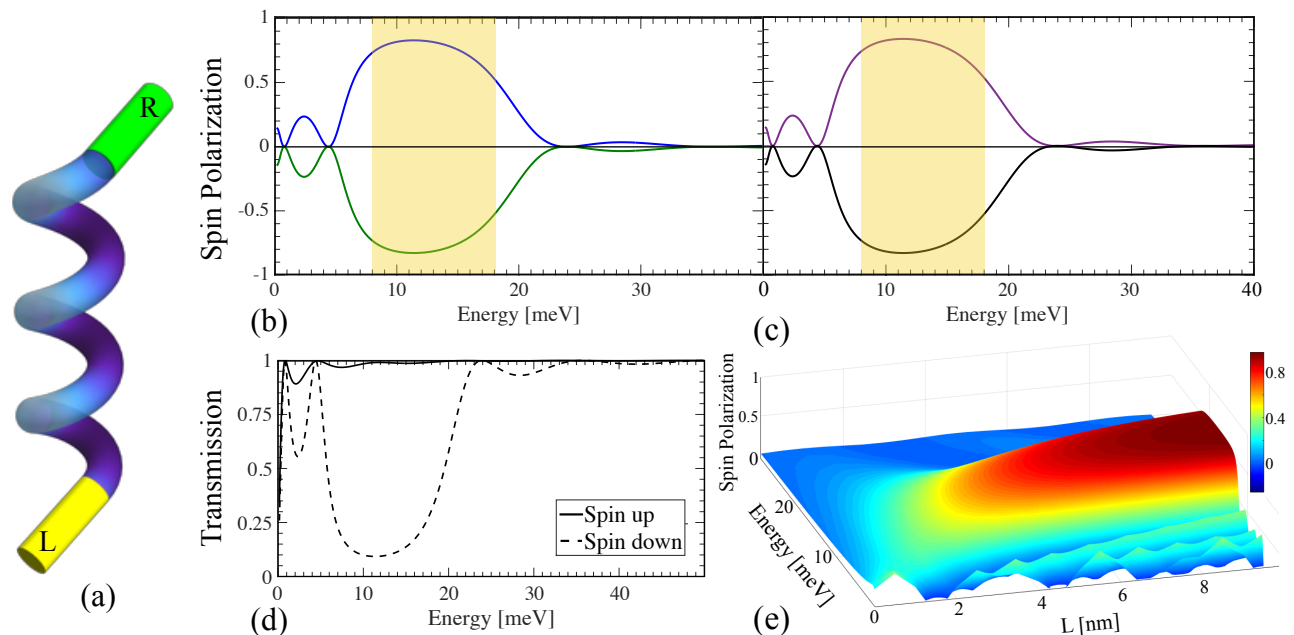 R
L
(a)
Spin Polarization
1
0.5
0
-0.5
-1
0
10
20
30
Energy [meV]
(b)
0
10
20
30
40
Energy [meV]
(c)
Transmission
1
0.75
0.5
0.25
0
0
10
20
30
40
Energy [meV]
Spin up
Spin down
(d)
Spin Polarization
1
0.5
0
20
10
0
Energy [meV]
2
4
6
8
L [nm]
0.8
0.4
0
(e)